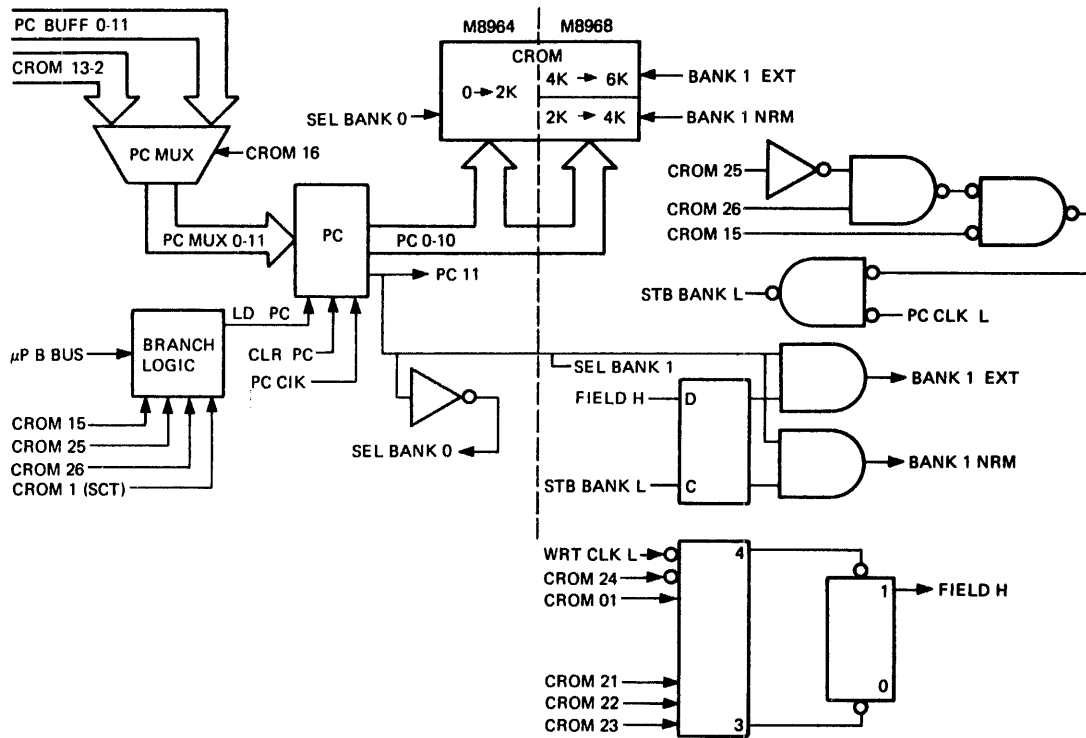 PC BUFF 0-11
CROM 13-2
PC MUX
CROM 16
PC MUX 0-11
M8964
M8968
CROM
0 → 2K
4K → 6K
2K → 4K
SEL BANK 0
BANK 1 EXT
BANK 1 NRM
PC
PC 0-10
PC 11
LD PC
CLR PC
PC ClK
µP B BUS
BRANCH
LOGIC
CROM 15
CROM 25
CROM 26
CROM 1 (SCT)
SEL BANK 0
CROM 25
CROM 26
CROM 15
STB BANK L
PC CLK L
SEL BANK 1
FIELD H
D
STB BANK L
C
BANK 1 EXT
BANK 1 NRM
WRT CLK L
CROM 24
CROM 01
CROM 21
CROM 22
CROM 23
4
3
1
0
FIELD H